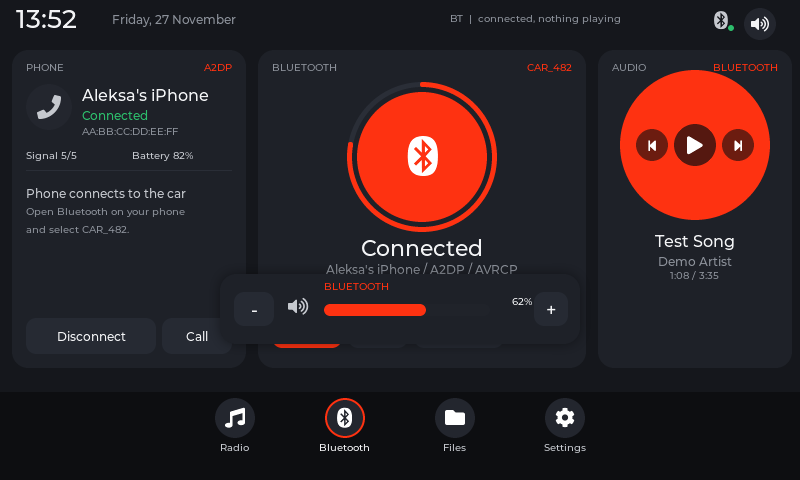 13:52
Friday, 27 November
BT | connected, nothing playing
PHONE
A2DP
Aleksa's iPhone
Connected
AA:BB:CC:DD:EE:FF
Signal 5/5
Battery 82%
Phone connects to the car
Open Bluetooth on your phone
and select CAR_482.
Disconnect
Call
BLUETOOTH
CAR_482
Connected
Aleksa's iPhone / A2DP / AVRCP
BLUETOOTH
-
62%
+
AUDIO
BLUETOOTH
Test Song
Demo Artist
1:08 / 3:35
Radio
Bluetooth
Files
Settings